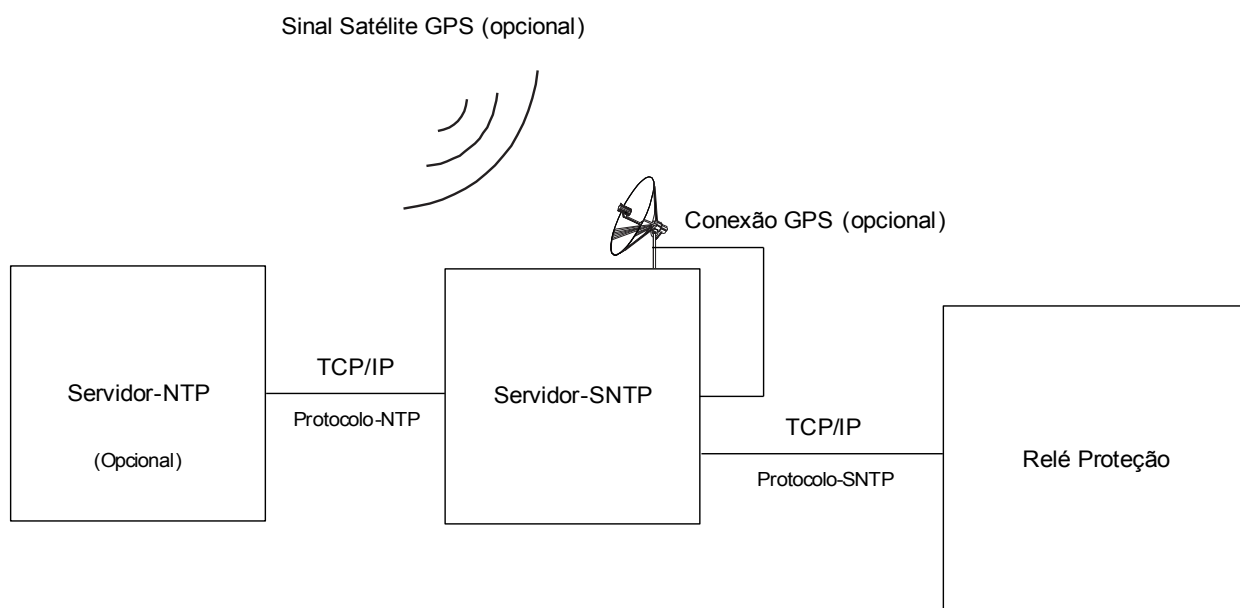 Sinal Satélite GPS (opcional)
Conexão GPS (opcional)
Servidor-NTP
(Opcional)
TCP/IP
Protocolo-NTP
Servidor-SNTP
TCP/IP
Protocolo-SNTP
Relé Proteção